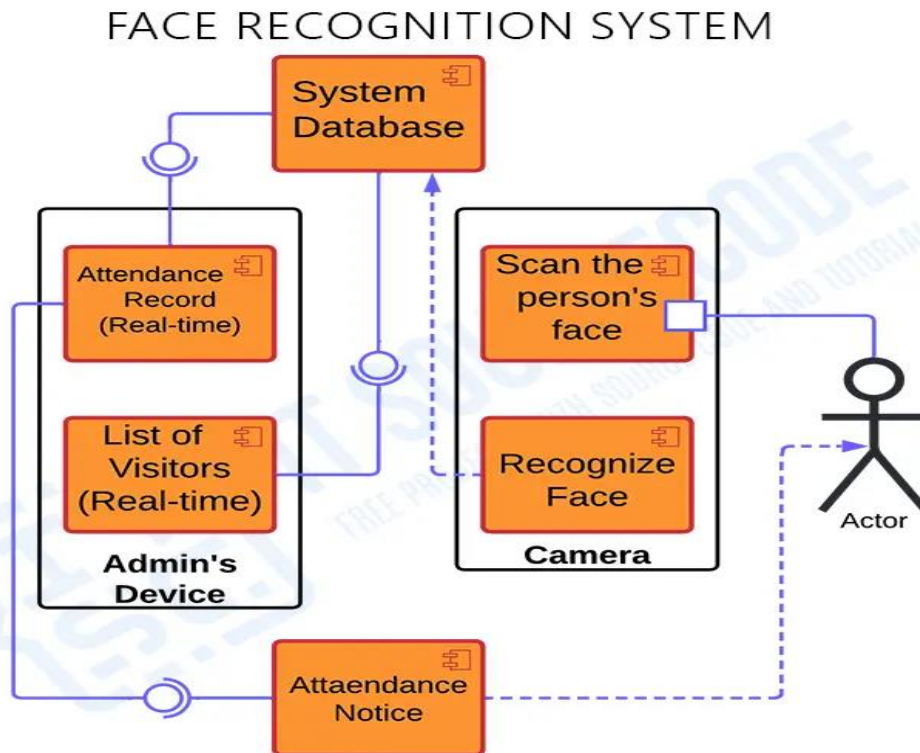 FACE RECOGNITION SYSTEM
System
Database
Attendance
Record
(Real-time)
Scan the
person's
face
List of
Visitors
(Real-time)
Recognize
Face
Actor
Admin's
Device
Camera
Attaendance
Notice